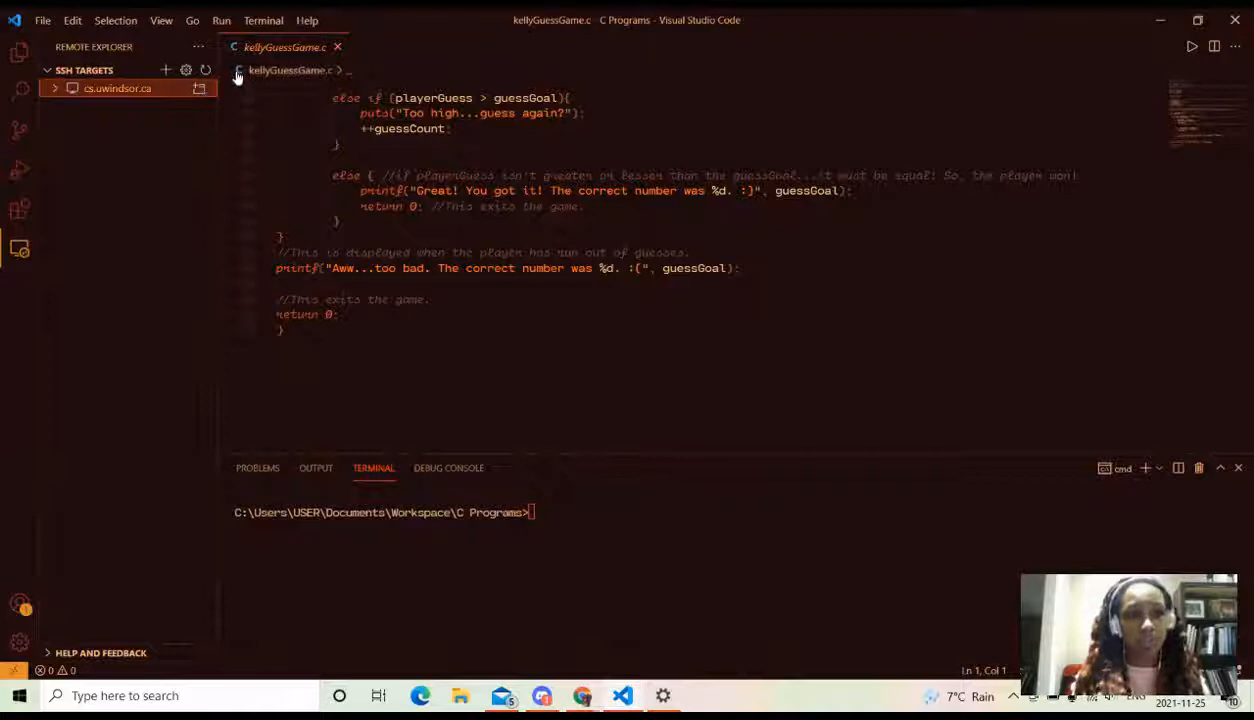 File Edit Selection View Go Run Terminal Help
kellyGuessGame.c - C Programs - Visual Studio Code
REMOTE EXPLORER
kellyGuessGame.c
SSH TARGETS
kellyGuessGame.c > ...
cs.uwindsor.ca
else if (playerGuess > guessGoal){
puts("Too high...guess again?");
++guessCount;
}
else { //if playerGuess isn't greater or lesser than the guessGoal...it must be equal! So, the player won!
printf("Great! You got it! The correct number was %d. :)", guessGoal);
return 0; //This exits the game.
}
}
//This is displayed when the player has run out of guesses.
printf("Aww...too bad. The correct number was %d. :(", guessGoal);
//This exits the game.
return 0;
}
PROBLEMS OUTPUT TERMINAL DEBUG CONSOLE
cmd
C:\Users\USER\Documents\Workspace\C Programs>
1
HELP AND FEEDBACK
0 0
Ln 1, Col 1
Type here to search
5
7°C Rain
ENG
2021-11-25
10